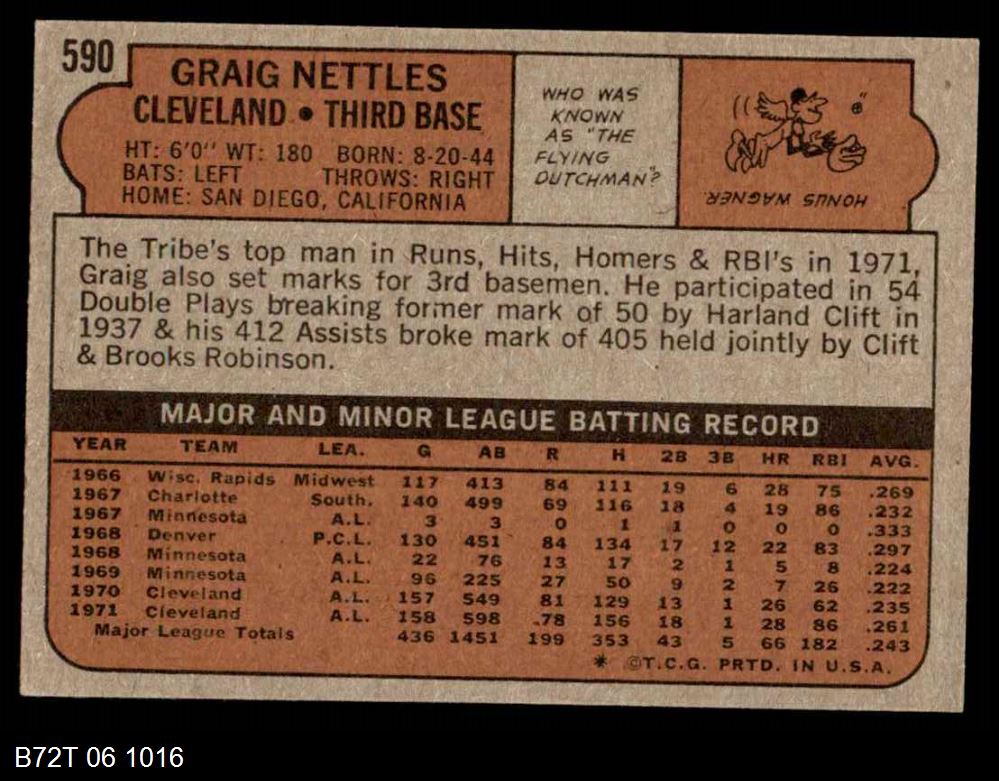 590
GRAIG NETTLES
CLEVELAND • THIRD BASE
HT: 6'0" WT: 180 BORN: 8-20-44
BATS: LEFT THROWS: RIGHT
HOME: SAN DIEGO, CALIFORNIA
WHO WAS
KNOWN
AS "THE
FLYING
DUTCHMAN"?
HONUS WAGNER.
The Tribe's top man in Runs, Hits, Homers & RBI's in 1971,
Graig also set marks for 3rd basemen. He participated in 54
Double Plays breaking former mark of 50 by Harland Clift in
1937 & his 412 Assists broke mark of 405 held jointly by Clift
& Brooks Robinson.
MAJOR AND MINOR LEAGUE BATTING RECORD
YEAR TEAM LEA. G AB R H 2B 3B HR RBI AVG.
1966 Wisc. Rapids Midwest 117 413 84 111 19 6 28 75 .269
1967 Charlotte South. 140 499 69 116 18 4 19 86 .232
1967 Minnesota A.L. 3 3 0 1 1 0 0 0 .333
1968 Denver P.C.L. 130 451 84 134 17 12 22 83 .297
1968 Minnesota A.L. 22 76 13 17 2 1 5 8 .224
1969 Minnesota A.L. 96 225 27 50 9 2 7 26 .222
1970 Cleveland A.L. 157 549 81 129 13 1 26 62 .235
1971 Cleveland A.L. 158 598 78 156 18 1 28 86 .261
Major League Totals 436 1451 199 353 43 5 66 182 .243
* ©T.C.G. PRTD. IN U.S.A.
B72T 06 1016